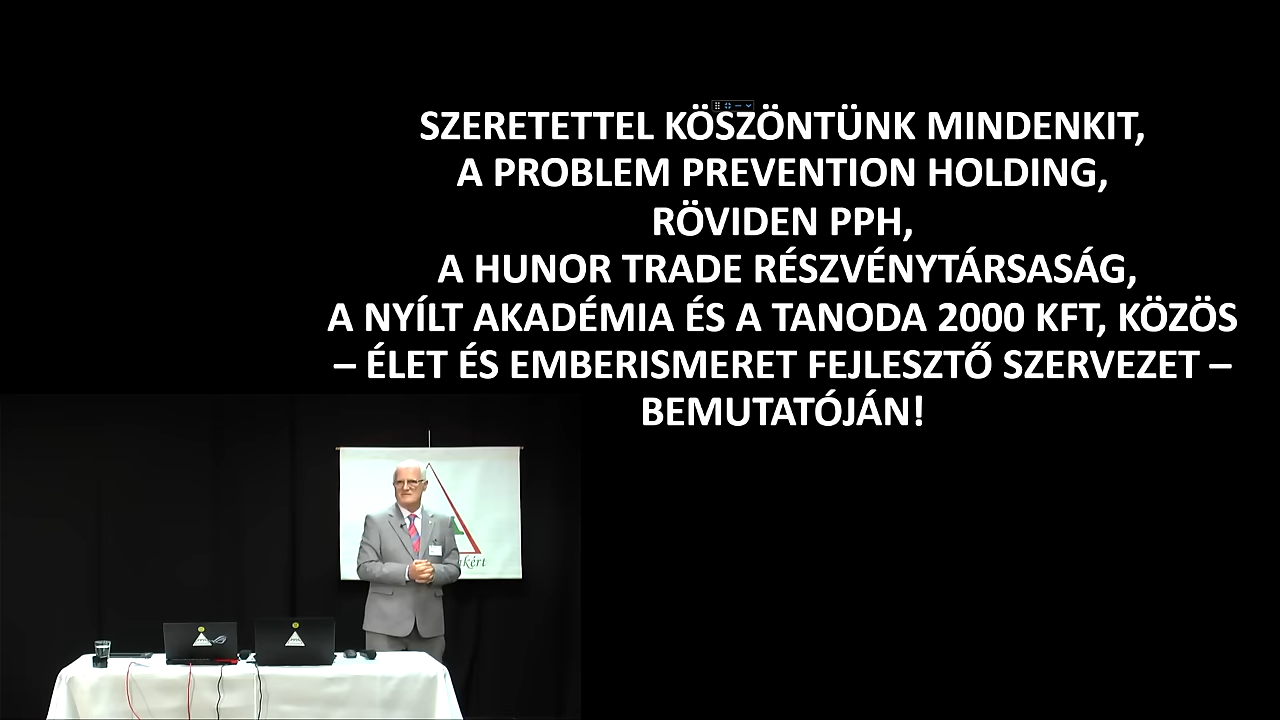 SZERETETTEL KÖSZÖNTÜNK MINDENKIT,
A PROBLEM PREVENTION HOLDING,
RÖVIDEN PPH,
A HUNOR TRADE RÉSZVÉNYTÁRSASÁG,
A NYÍLT AKADÉMIA ÉS A TANODA 2000 KFT, KÖZÖS
– ÉLET ÉS EMBERISMERET FEJLESZTŐ SZERVEZET –
BEMUTATÓJÁN!